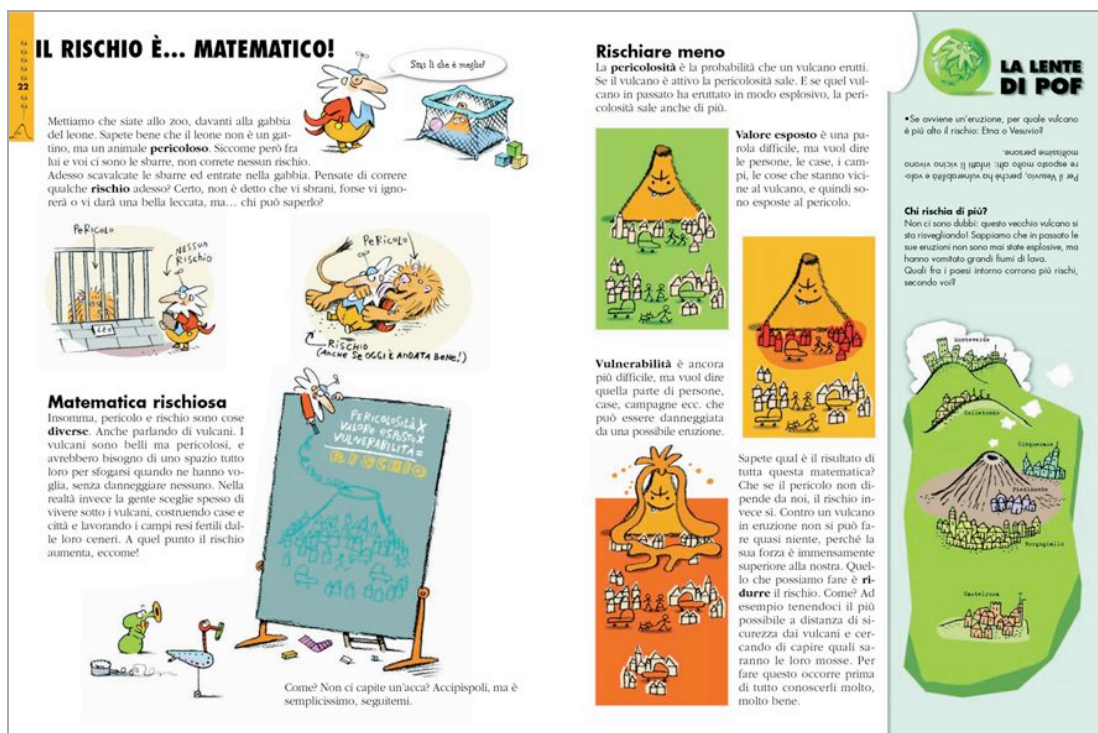 22
IL RISCHIO È... MATEMATICO!
Stai lì che è meglio!
Mettiamo che siate allo zoo, davanti alla gabbia
del leone. Sapete bene che il leone non è un gat-
tino, ma un animale pericoloso. Siccome però fra
lui e voi ci sono le sbarre, non correte nessun rischio.
Adesso scavalcate le sbarre ed entrate nella gabbia. Pensate di correre
qualche rischio adesso? Certo, non è detto che vi sbrani, forse vi igno-
rerà o vi darà una bella leccata, ma... chi può saperlo?
PERICOLO
NESSUN
RISCHIO
LEO
PERICOLO
RISCHIO
(ANCHE SE OGGI È ANDATA BENE!)
Matematica rischiosa
Insomma, pericolo e rischio sono cose
diverse. Anche parlando di vulcani. I
vulcani sono belli ma pericolosi, e
avrebbero bisogno di uno spazio tutto
loro per sfogarsi quando ne hanno vo-
glia, senza danneggiare nessuno. Nella
realtà invece la gente sceglie spesso di
vivere sotto i vulcani, costruendo case e
città e lavorando i campi resi fertili dal-
le loro ceneri. A quel punto il rischio
aumenta, eccome!
PERICOLOSITÀ X
VALORE ESPOSTO X
VULNERABILITÀ =
RISCHIO
Come? Non ci capite un'acca? Accipìspoli, ma è
semplicissimo, seguitemi.
Rischiare meno
La pericolosità è la probabilità che un vulcano erutti.
Se il vulcano è attivo la pericolosità sale. E se quel vul-
cano in passato ha eruttato in modo esplosivo, la peri-
colosità sale anche di più.
Valore esposto è una pa-
rola difficile, ma vuol dire
le persone, le case, i cam-
pi, le cose che stanno vici-
ne al vulcano, e quindi so-
no esposte al pericolo.
Vulnerabilità è ancora
più difficile, ma vuol dire
quella parte di persone,
case, campagne ecc. che
può essere danneggiata
da una possibile eruzione.
Sapete qual è il risultato di
tutta questa matematica?
Che se il pericolo non di-
pende da noi, il rischio in-
vece sì. Contro un vulcano
in eruzione non si può fa-
re quasi niente, perché la
sua forza è immensamente
superiore alla nostra. Quel-
lo che possiamo fare è ri-
durre il rischio. Come? Ad
esempio tenendoci il più
possibile a distanza di si-
curezza dai vulcani e cer-
cando di capire quali sa-
ranno le loro mosse. Per
fare questo occorre prima
di tutto conoscerli molto,
molto bene.
LA LENTE
DI POF
•Se avviene un'eruzione, per quale vulcano
è più alto il rischio: Etna o Vesuvio?
Per il Vesuvio, perché ha vulnerabilità e valo-
re esposto molto alti: infatti lì vicino vivono
moltissime persone.
Chi rischia di più?
Non ci sono dubbi: questo vecchio vulcano si
sta risvegliando! Sappiamo che in passato le
sue eruzioni non sono mai state esplosive, ma
hanno vomitato grandi fiumi di lava.
Quali fra i paesi intorno corrono più rischi,
secondo voi?
Monteverde
Colletondo
Cinquecase
Piedimonte
Borgogiallo
Castelrosa